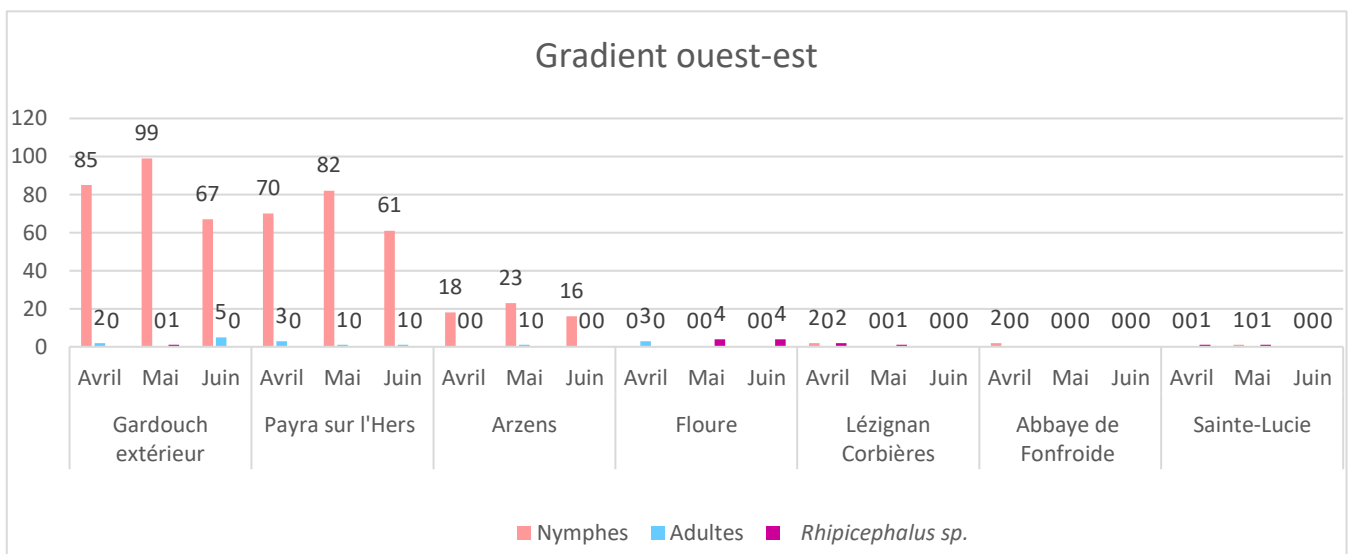 Gradient ouest-est
120
100
80
60
40
20
0
85 2 0 99 0 1 67 5 0 70 3 0 82 1 0 61 1 0 18 0 0 23 1 0 16 0 0 0 3 0 0 0 4 0 0 4 2 0 2 0 0 1 0 0 0 2 0 0 0 0 0 0 0 0 0 0 1 1 0 1 0 0 0
Avril Mai Juin Avril Mai Juin Avril Mai Juin Avril Mai Juin Avril Mai Juin Avril Mai Juin Avril Mai Juin
Gardouch extérieur
Payra sur l'Hers
Arzens
Floure
Lézignan Corbières
Abbaye de Fonfroide
Sainte-Lucie
Nymphes Adultes Rhipicephalus sp.